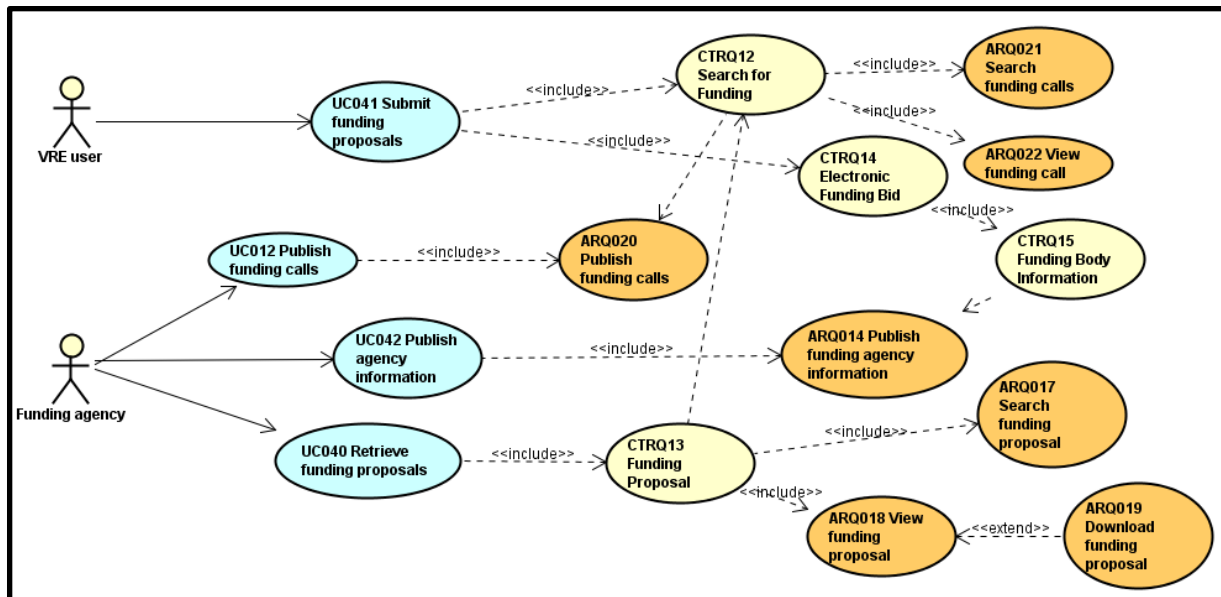 CTRQ12
Search for
Funding
<<include>>
ARQ021
Search
funding calls
<<include>>
UC041 Submit
funding
proposals
<<include>>
<<include>>
VRE user
CTRQ14
Electronic
Funding Bid
ARQ022 View
funding call
<<include>>
UC012 Publish
funding calls
<<include>>
ARQ020
Publish
funding calls
CTRQ15
Funding Body
Information
UC042 Publish
agency
information
<<include>>
ARQ014 Publish
funding agency
information
Funding agency
ARQ017
Search
funding
proposal
UC040 Retrieve
funding proposals
<<include>>
CTRQ13
Funding
Proposal
<<include>>
<<include>>
ARQ018 View
funding
proposal
<<extend>>
ARQ019
Download
funding
proposal